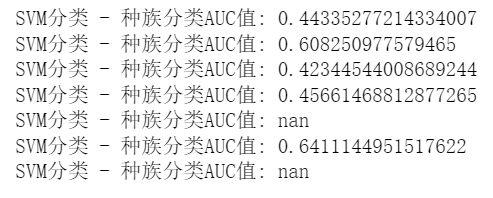 SVM分类 - 种族分类AUC值: 0.44335277214334007
SVM分类 - 种族分类AUC值: 0.608250977579465
SVM分类 - 种族分类AUC值: 0.42344544008689244
SVM分类 - 种族分类AUC值: 0.45661468812877265
SVM分类 - 种族分类AUC值: nan
SVM分类 - 种族分类AUC值: 0.6411144951517622
SVM分类 - 种族分类AUC值: nan